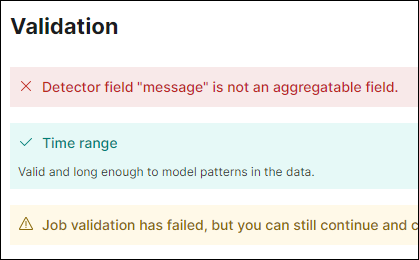 Validation
Detector field "message" is not an aggregatable field.
Time range
Valid and long enough to model patterns in the data.
Job validation has failed, but you can still continue and c